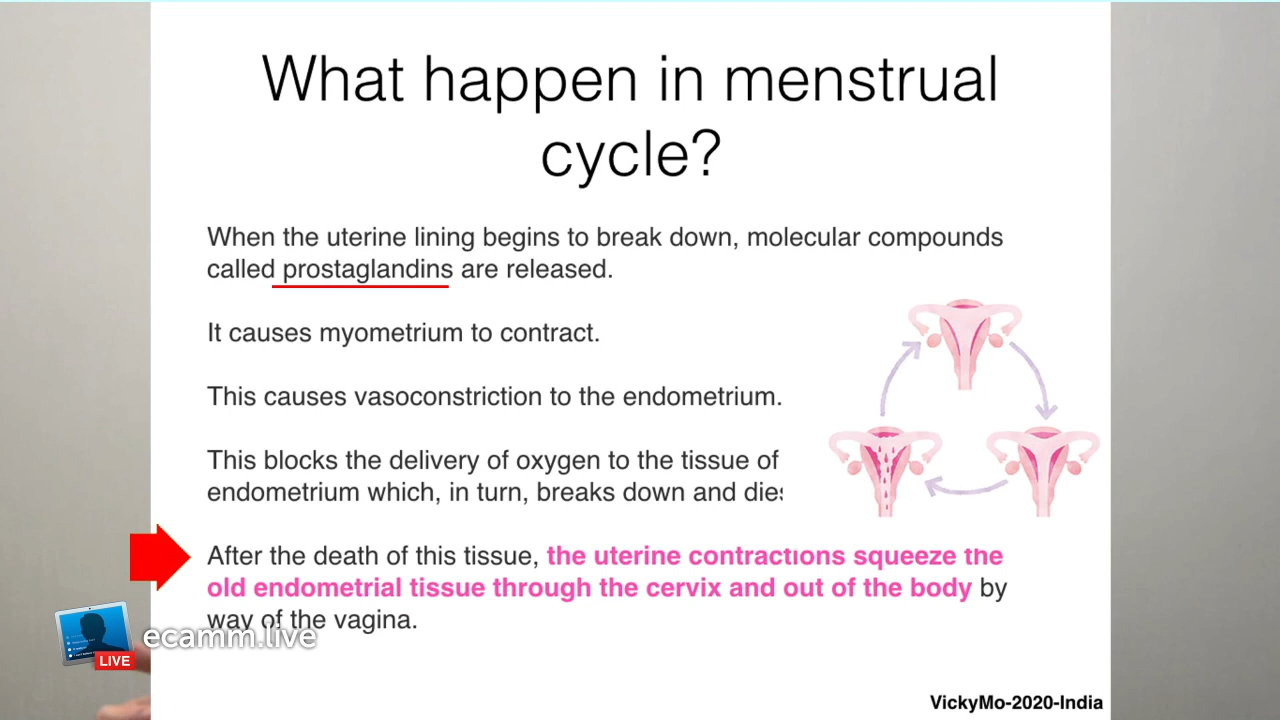 What happen in menstrual
cycle?
When the uterine lining begins to break down, molecular compounds
called prostaglandins are released.
It causes myometrium to contract.
This causes vasoconstriction to the endometrium.
This blocks the delivery of oxygen to the tissue of
endometrium which, in turn, breaks down and dies
After the death of this tissue, the uterine contractions squeeze the
old endometrial tissue through the cervix and out of the body by
way of the vagina.
ecamm.live
LIVE
VickyMo-2020-India